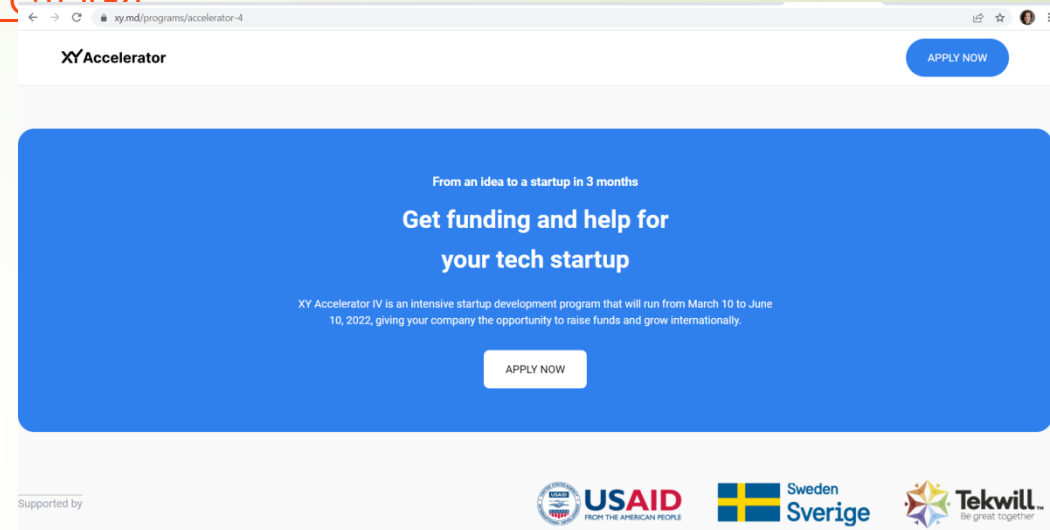 xy.md/programs/accelerator-4
XY Accelerator
APPLY NOW
From an idea to a startup in 3 months
Get funding and help for
your tech startup
XY Accelerator IV is an intensive startup development program that will run from March 10 to June
10, 2022, giving your company the opportunity to raise funds and grow internationally.
APPLY NOW
Supported by
USAID
USAID
FROM THE AMERICAN PEOPLE
Sweden
Sverige
Tekwill
Be great together